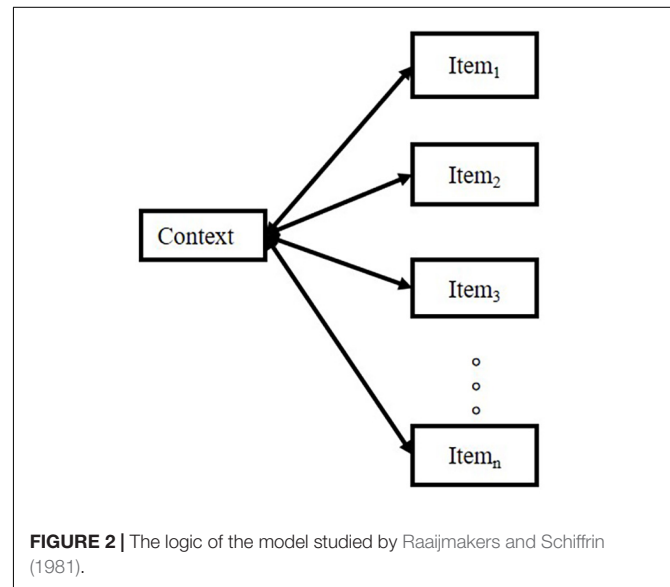 Item₁
Item₂
Context
Item₃
Itemₙ
FIGURE 2 | The logic of the model studied by Raaijmakers and Schiffrin
(1981).